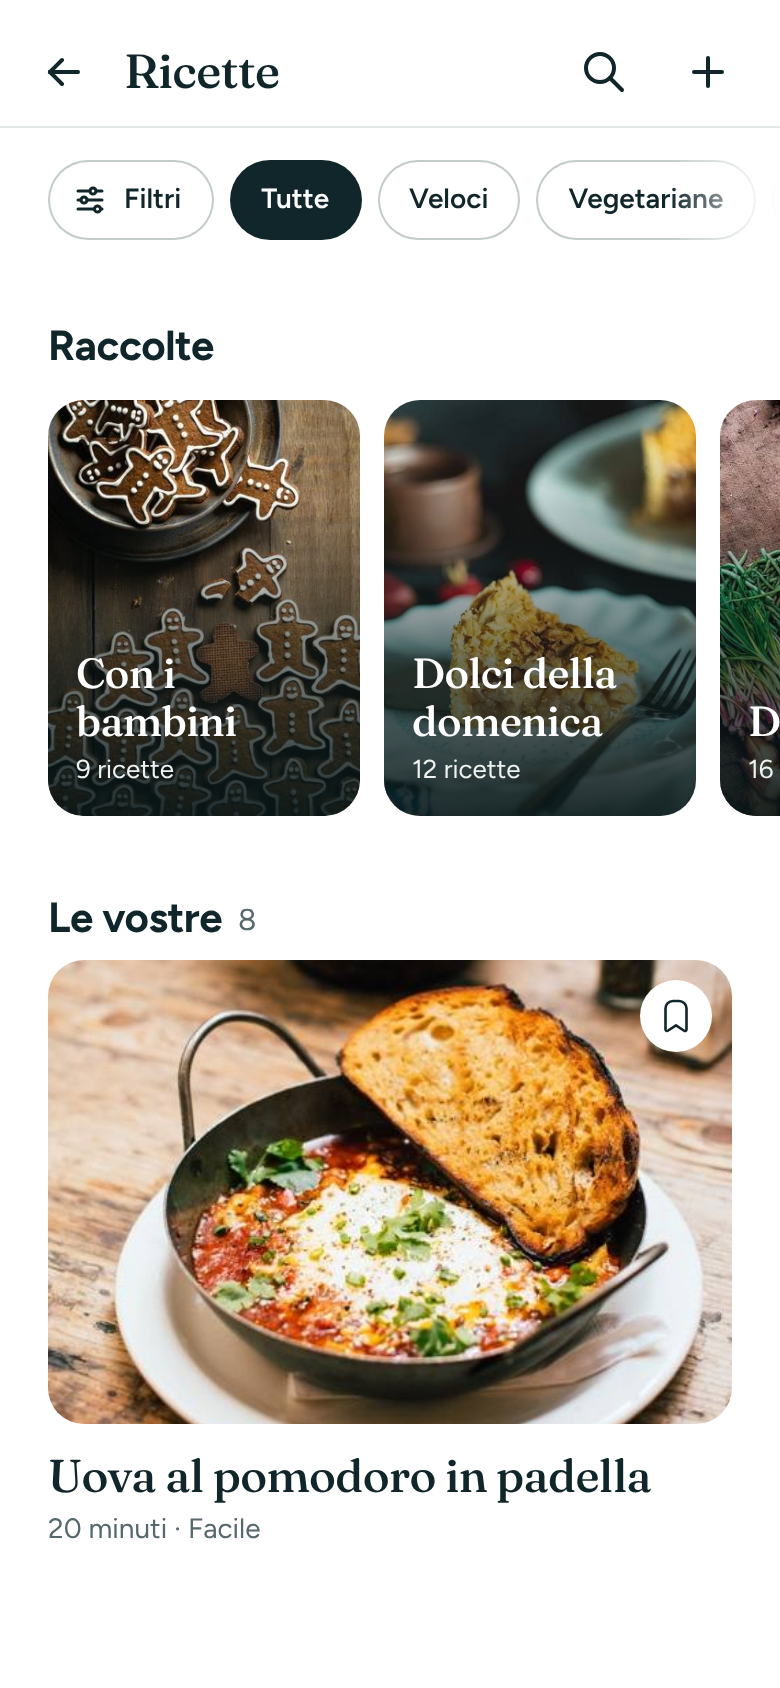 Ricette
Filtri
Tutte
Veloci
Vegetariane
Raccolte
Con i
bambini
9 ricette
Dolci della
domenica
12 ricette
D
16
Le vostre 8
Uova al pomodoro in padella
20 minuti · Facile